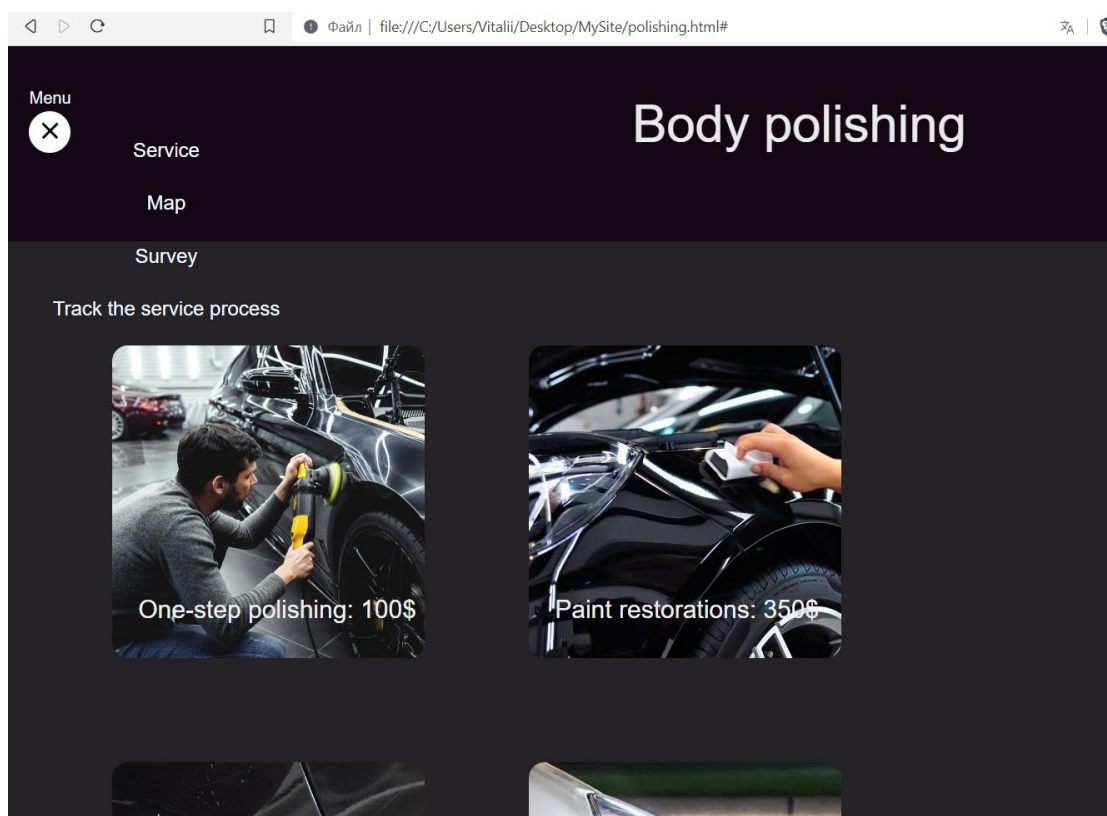 Файл | file:///C:/Users/Vitalii/Desktop/MySite/polishing.html#
Menu
Body polishing
Service
Map
Survey
Track the service process
One-step polishing: 100$
Paint restorations: 350$